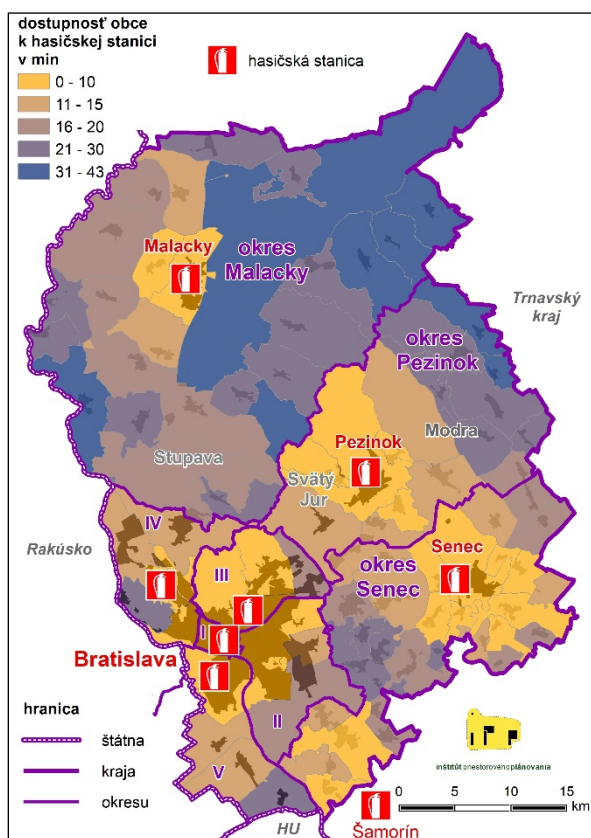 dostupnosť obce
k hasičskej stanici
v min
0 - 10
11 - 15
16 - 20
21 - 30
31 - 43
hasičská stanica
Malacky
okres
Malacky
Trnavský
kraj
okres
Pezinok
Pezinok
Modra
Stupava
Svätý
Jur
IV
Rakúsko
III
okres
Senec
Senec
I
Bratislava
hranica
štátna
kraja
okresu
II
V
inštitút priestorového plánovania
0 5 10 15
km
HU
Šamorín